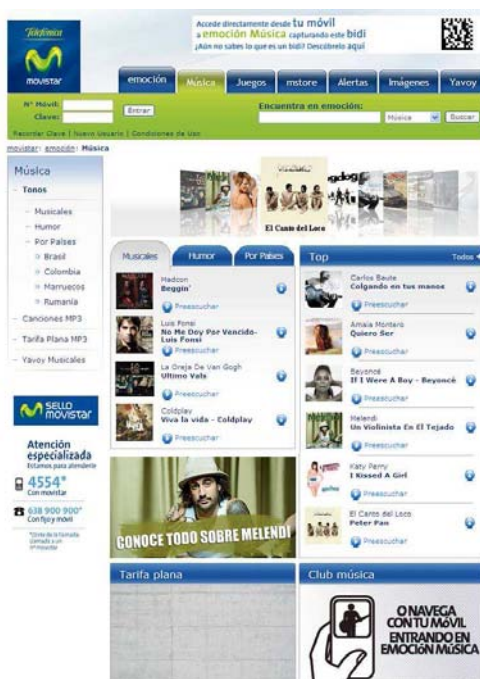 Telefónica
movistar
Accede directamente desde tu móvil
a emoción Música capturando este bidi
¿Aún no sabes lo que es un bidi? Descúbrelo aquí
emoción
Música
Juegos
mstore
Alertas
Imágenes
Yavoy
Nº Móvil:
Clave:
Entrar
Encuentra en emoción:
Música
Buscar
Recordar Clave | Nuevo Usuario | Condiciones de Uso
movistar: emoción: Música
Música
– Tonos
– Musicales
– Humor
– Por Países
» Brasil
» Colombia
» Marruecos
» Rumanía
– Canciones MP3
– Tarifa Plana MP3
– Yavoy Musicales
El Canto del Loco
Musicales
Humor
Por Países
Madcon
Beggin'
Preescuchar
Luis Fonsi
No Me Doy Por Vencido-
Luis Fonsi
Preescuchar
La Oreja De Van Gogh
Ultimo Vals
Preescuchar
Coldplay
Viva la vida - Coldplay
Preescuchar
Top
Todos
Carlos Baute
Colgando en tus manos
Preescuchar
Amaia Montero
Quiero Ser
Preescuchar
Beyoncé
If I Were A Boy - Beyoncé
Preescuchar
Melendi
Un Violinista En El Tejado
Preescuchar
Katy Perry
I Kissed A Girl
Preescuchar
El Canto del Loco
Peter Pan
Preescuchar
SELLO
movistar
Atención
especializada
Estamos para atenderle
4554*
Con movistar
638 900 900*
Con fijo y móvil
CONOCE TODO SOBRE MELENDI
Tarifa plana
Club música
O NAVEGA
CON TU MÓVIL
ENTRANDO EN
EMOCIÓN MÚSICA